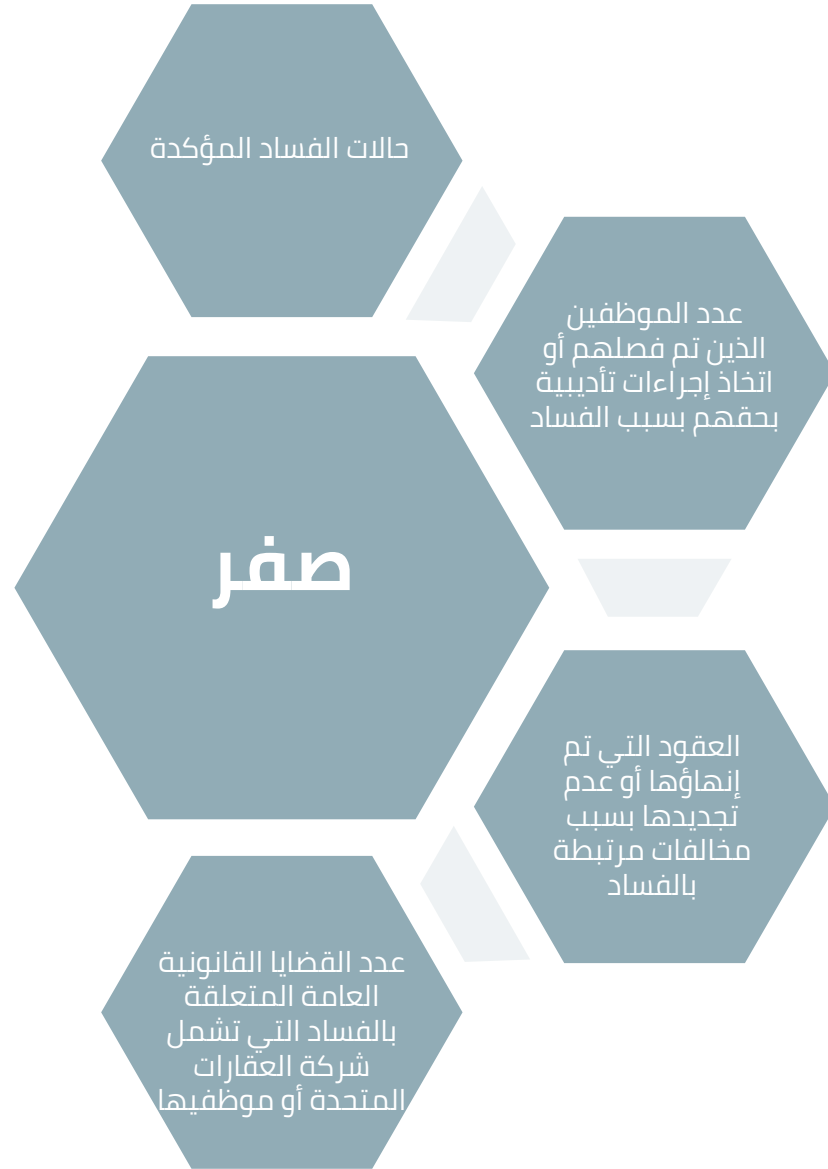 حالات الفساد المؤكدة
عدد الموظفين
الذين تم فصلهم أو
اتخاذ إجراءات تأديبية
بحقهم بسبب الفساد
صفر
العقود التي تم
إنهاؤها أو عدم
تجديدها بسبب
مخالفات مرتبطة
بالفساد
عدد القضايا القانونية
العامة المتعلقة
بالفساد التي تشمل
شركة العقارات
المتحدة أو موظفيها